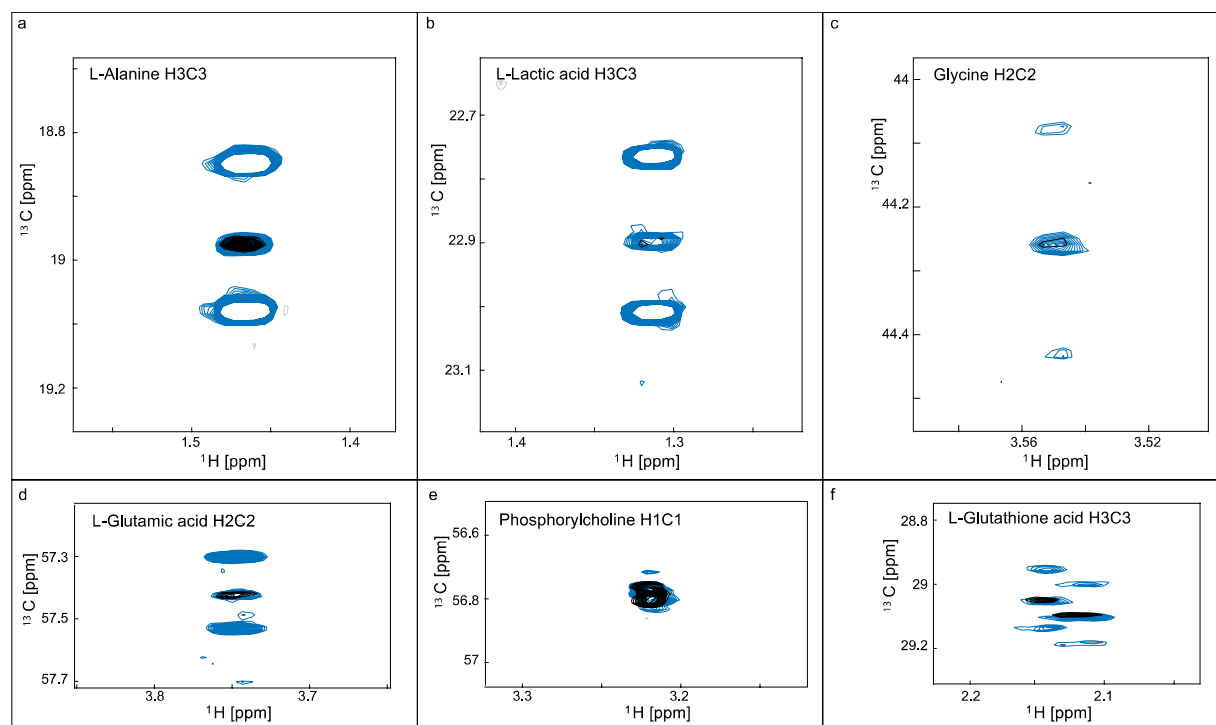 a
L-Alanine H3C3
18.8
19
19.2
¹³C [ppm]
1.5
1.4
¹H [ppm]
b
L-Lactic acid H3C3
22.7
22.9
23.1
¹³C [ppm]
1.4
1.3
¹H [ppm]
c
Glycine H2C2
44
44.2
44.4
¹³C [ppm]
3.56
3.52
¹H [ppm]
d
L-Glutamic acid H2C2
57.3
57.5
57.7
¹³C [ppm]
3.8
3.7
¹H [ppm]
e
Phosphorylcholine H1C1
56.6
56.8
57
¹³C [ppm]
3.3
3.2
¹H [ppm]
f
L-Glutathione acid H3C3
28.8
29
29.2
¹³C [ppm]
2.2
2.1
¹H [ppm]